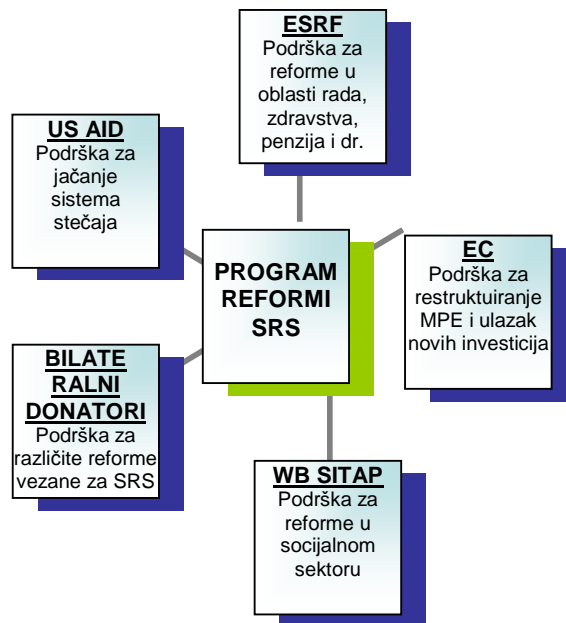 ESRF
Podrška za
reforme u
oblasti rada,
zdravstva,
penzija i dr.
US AID
Podrška za
jačanje
sistema
stečaja
PROGRAM
REFORMI
SRS
EC
Podrška za
restruktuiranje
MPE i ulazak
novih investicija
BILATE
RALNI
DONATORI
Podrška za
različite reforme
vezane za SRS
WB SITAP
Podrška za
reforme u
socijalnom
sektoru